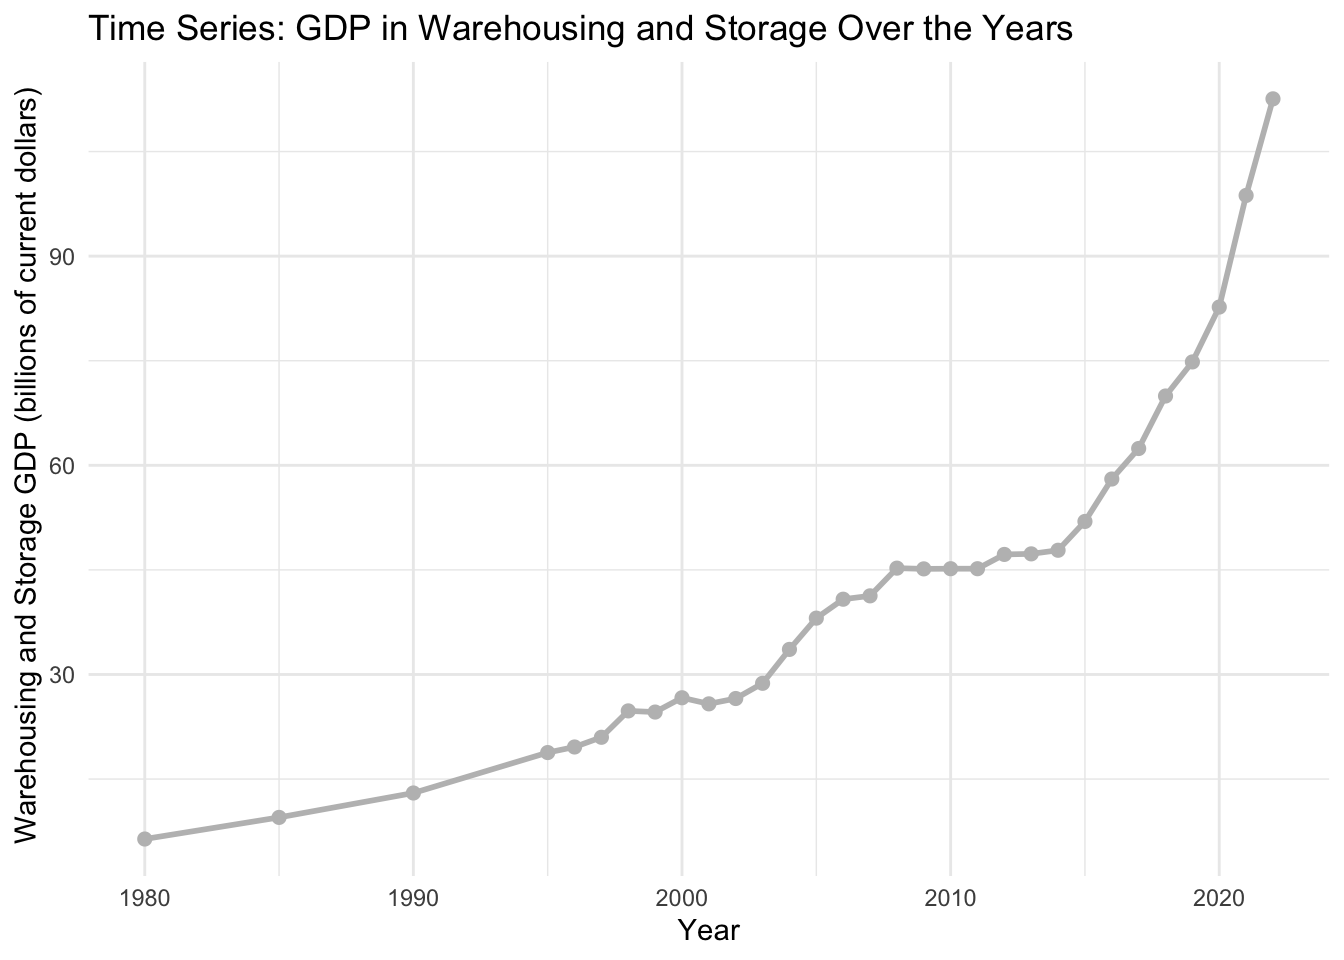 Time Series: GDP in Warehousing and Storage Over the Years
Warehousing and Storage GDP (billions of current dollars)
90
60
30
1980 1990 2000 2010 2020
Year